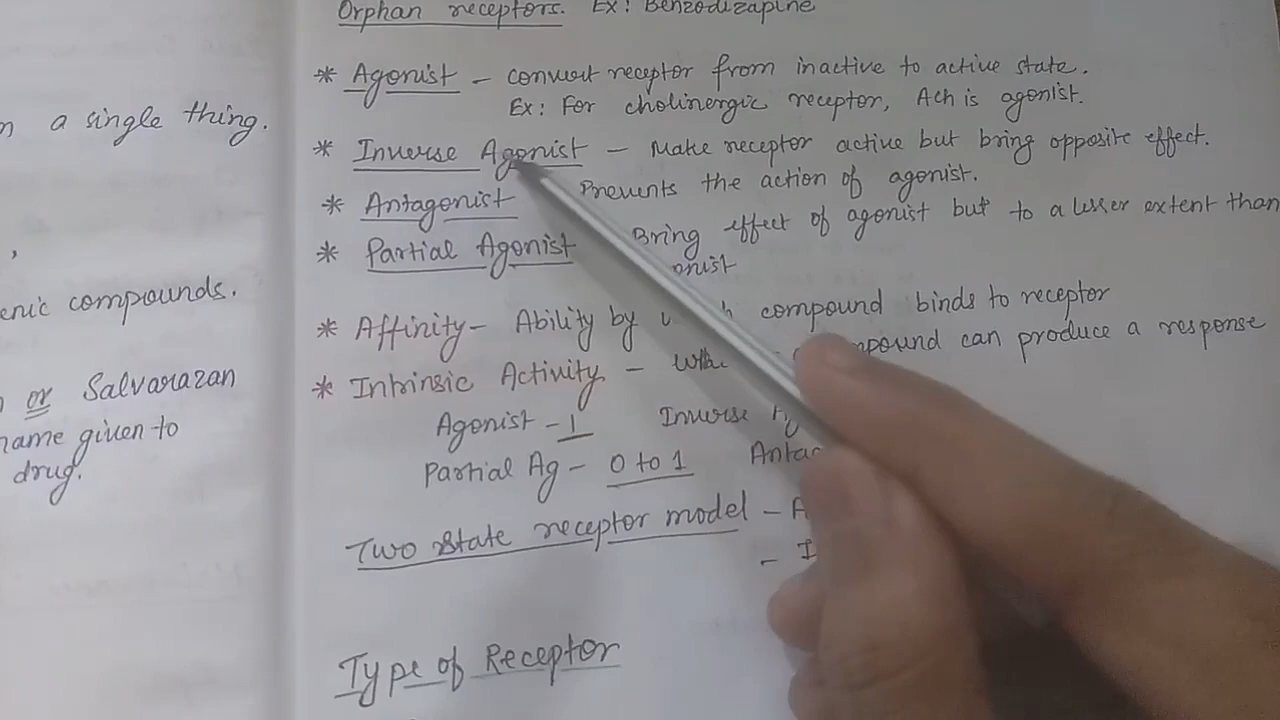 a single thing.
,
compounds.
or Salvarazan
name given to
drug.
Orphan receptors. Ex: Benzodizapine
* Agonist - convert receptor from inactive to active state.
Ex: For cholinergic receptor, Ach is agonist.
* Inverse Agonist - Make receptor active but bring opposite effect.
* Antagonist Prevents the action of agonist.
* Partial Agonist Bring effect of agonist but to a lesser extent than
* Affinity - Ability by compound binds to receptor
* Intrinsic Activity - compound can produce a response
Agonist - 1 Inverse
Partial Ag - 0 to 1
Two state receptor model -
-
Type of Receptor